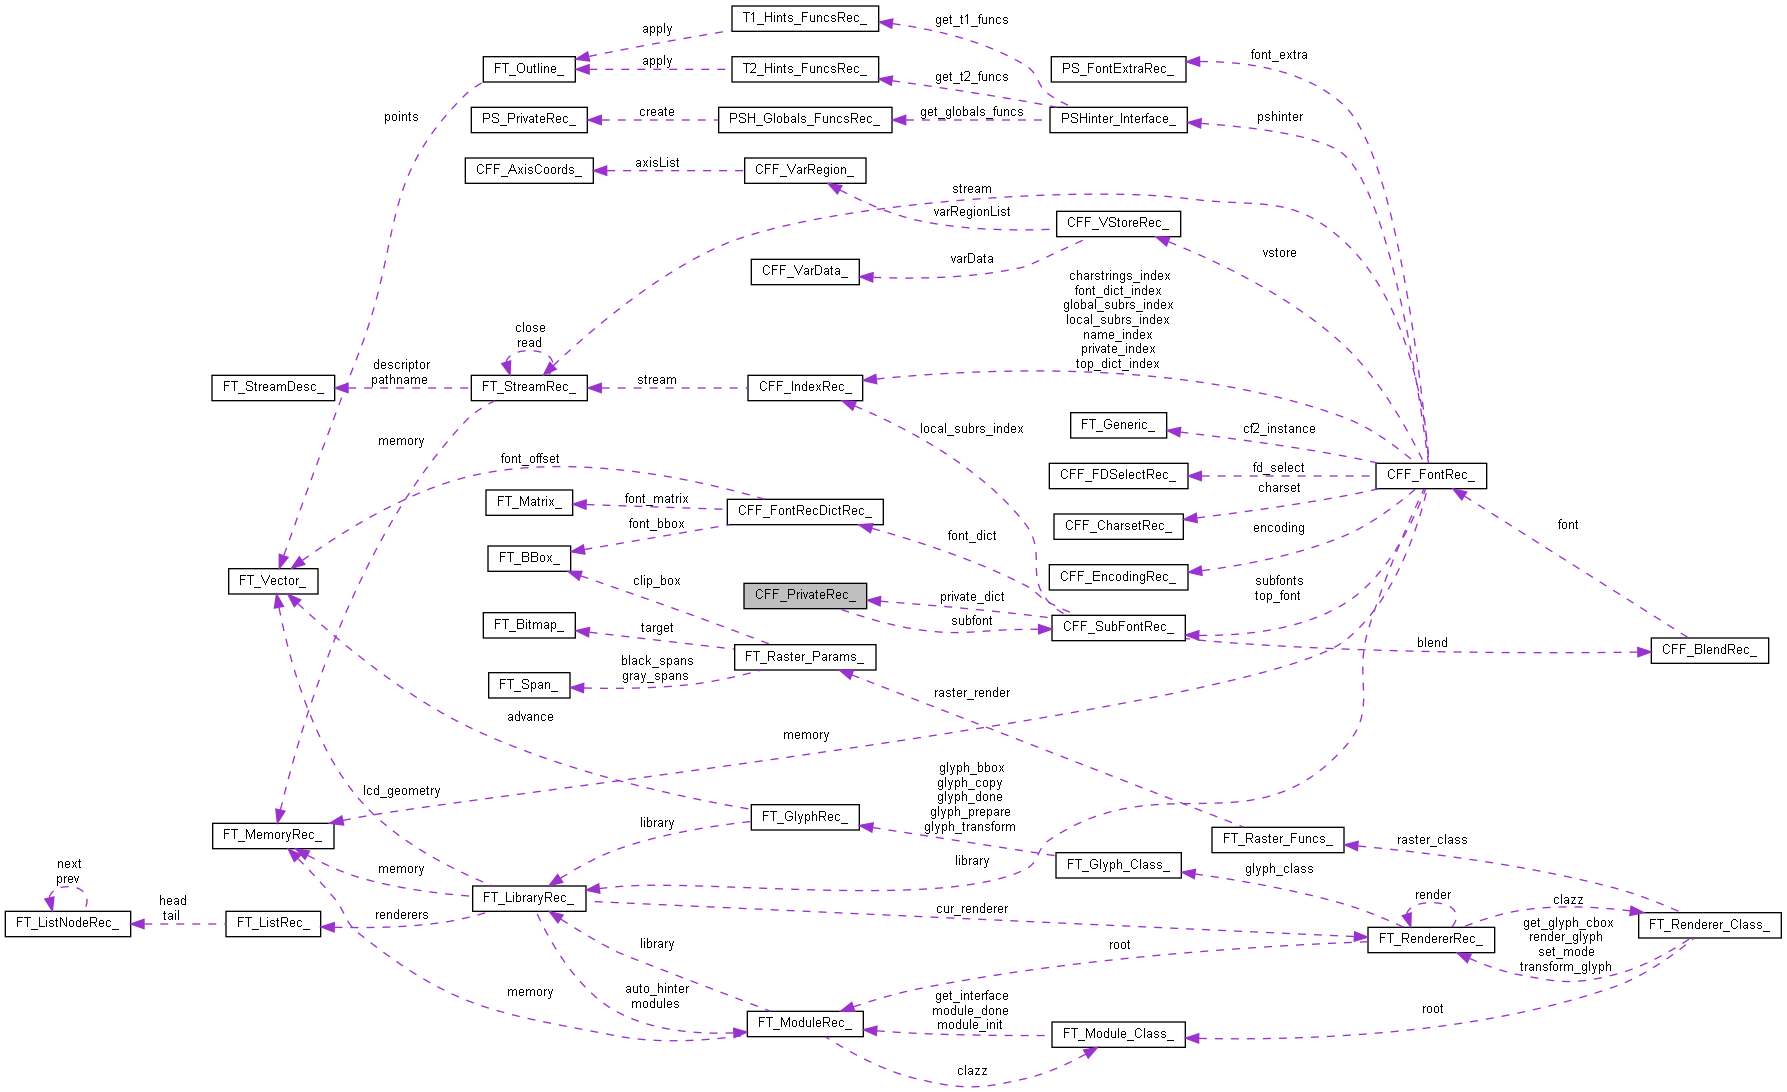 T1_Hints_FuncsRec_
get_t1_funcs
apply
font_extra
FT_Outline_
apply
T2_Hints_FuncsRec_
get_t2_funcs
PS_FontExtraRec_
points
PS_PrivateRec_
create
PSH_Globals_FuncsRec_
get_globals_funcs
PSHinter_Interface_
pshinter
CFF_AxisCoords_
axisList
CFF_VarRegion_
stream
varRegionList
CFF_VStoreRec_
vstore
varData
CFF_VarData_
charstrings_index
font_dict_index
global_subrs_index
local_subrs_index
name_index
private_index
top_dict_index
close
read
descriptor
pathname
FT_StreamDesc_
FT_StreamRec_
stream
CFF_IndexRec_
FT_Generic_
cf2_instance
memory
local_subrs_index
font_offset
CFF_FDSelectRec_
fd_select
CFF_FontRec_
charset
FT_Matrix_
font_matrix
CFF_FontRecDictRec_
font_bbox
font_dict
CFF_CharsetRec_
encoding
font
FT_BBox_
clip_box
FT_Vector_
CFF_EncodingRec_
subfonts
top_font
CFF_PrivateRec_
private_dict
subfont
CFF_SubFontRec_
FT_Bitmap_
target
blend
CFF_BlendRec_
FT_Raster_Params_
black_spans
gray_spans
FT_Span_
raster_render
advance
memory
glyph_bbox
glyph_copy
glyph_done
glyph_prepare
glyph_transform
lcd_geometry
library
FT_GlyphRec_
FT_MemoryRec_
FT_Raster_Funcs_
raster_class
next
prev
memory
library
FT_Glyph_Class_
glyph_class
FT_LibraryRec_
head
tail
FT_ListNodeRec_
FT_ListRec_
renderers
cur_renderer
render
clazz
FT_Renderer_Class_
get_glyph_cbox
render_glyph
set_mode
transform_glyph
FT_RendererRec_
library
root
memory
auto_hinter
modules
get_interface
module_done
module_init
FT_ModuleRec_
FT_Module_Class_
root
clazz